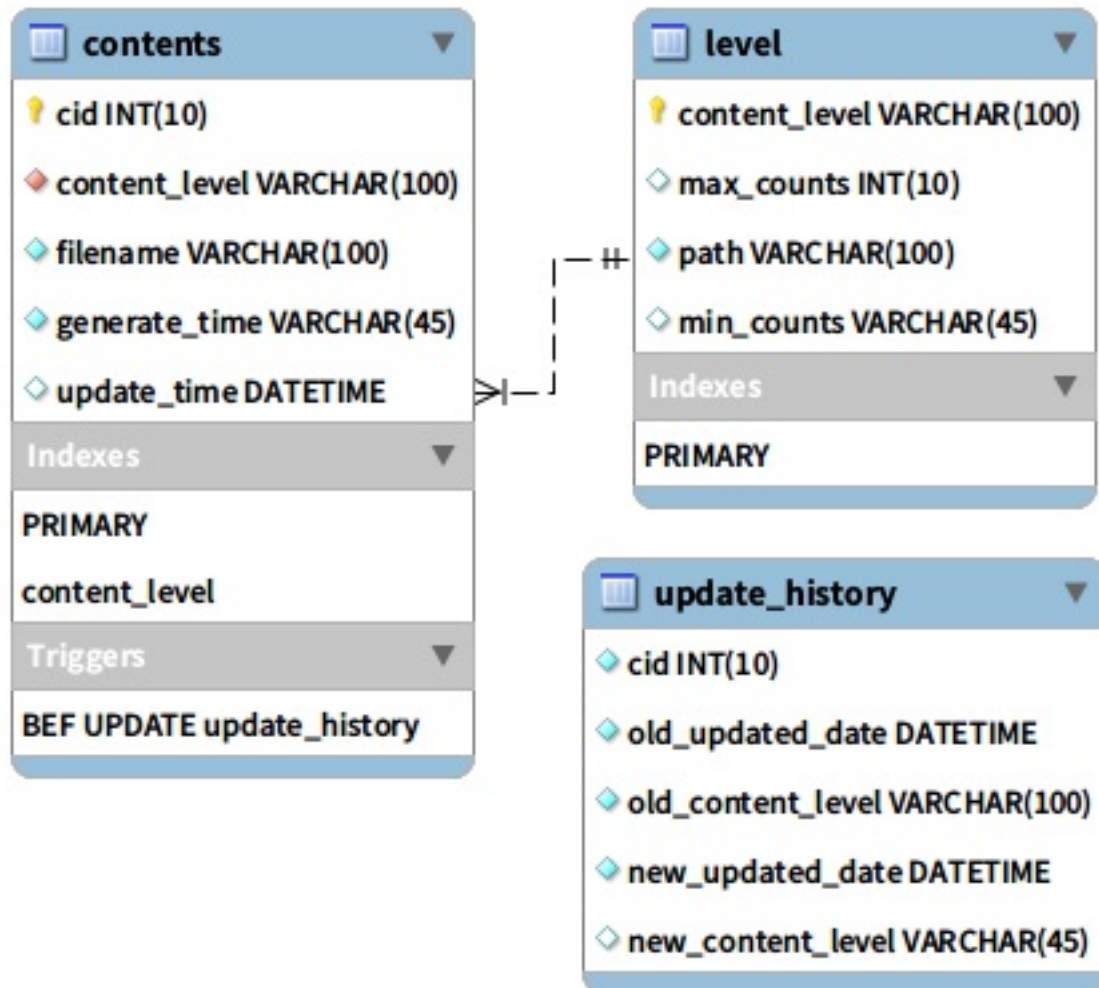 contents
cid INT(10)
content_level VARCHAR(100)
filename VARCHAR(100)
generate_time VARCHAR(45)
update_time DATETIME
Indexes
PRIMARY
content_level
Triggers
BEF UPDATE update_history
level
content_level VARCHAR(100)
max_counts INT(10)
path VARCHAR(100)
min_counts VARCHAR(45)
Indexes
PRIMARY
update_history
cid INT(10)
old_updated_date DATETIME
old_content_level VARCHAR(100)
new_updated_date DATETIME
new_content_level VARCHAR(45)